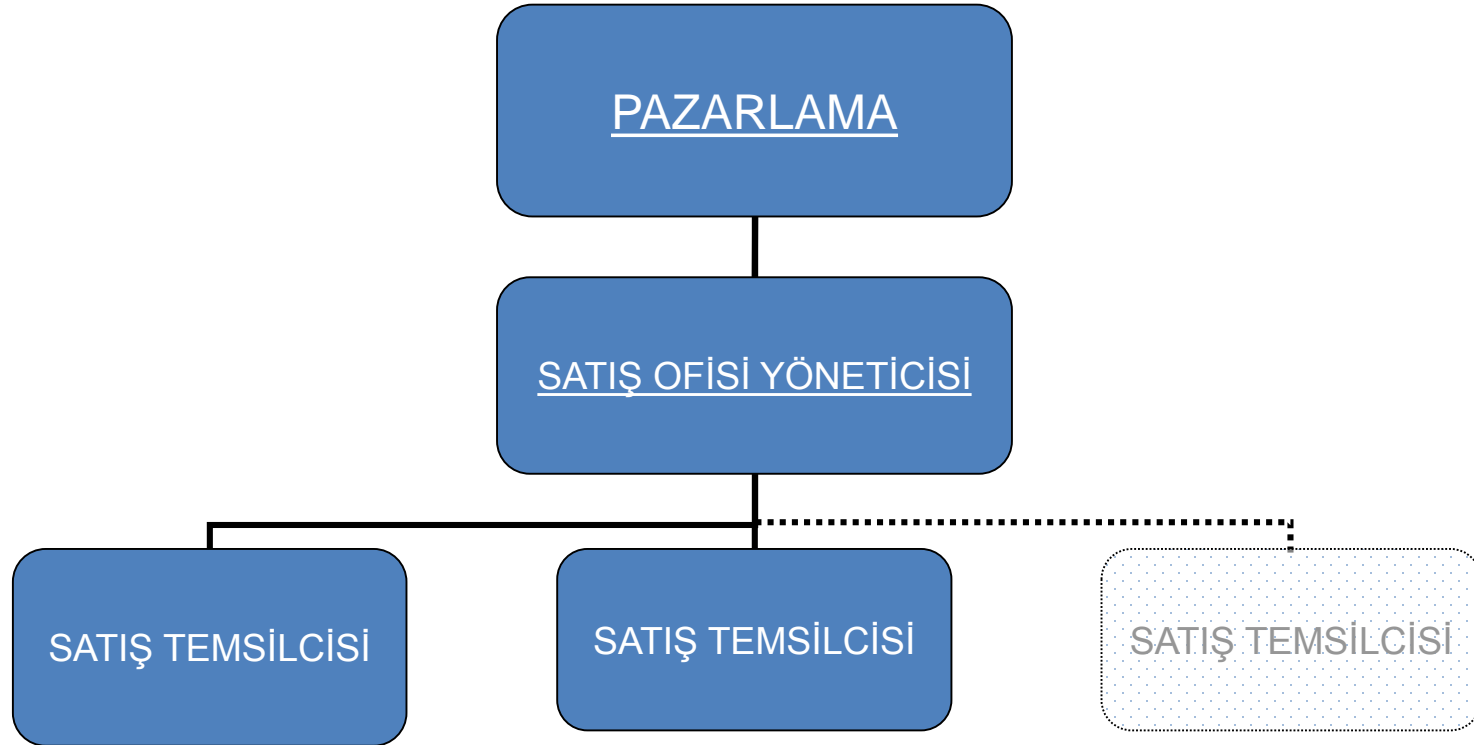 PAZARLAMA
SATIŞ OFİSİ YÖNETİCİSİ
SATIŞ TEMSİLCİSİ
SATIŞ TEMSİLCİSİ
SATIŞ TEMSİLCİSİ